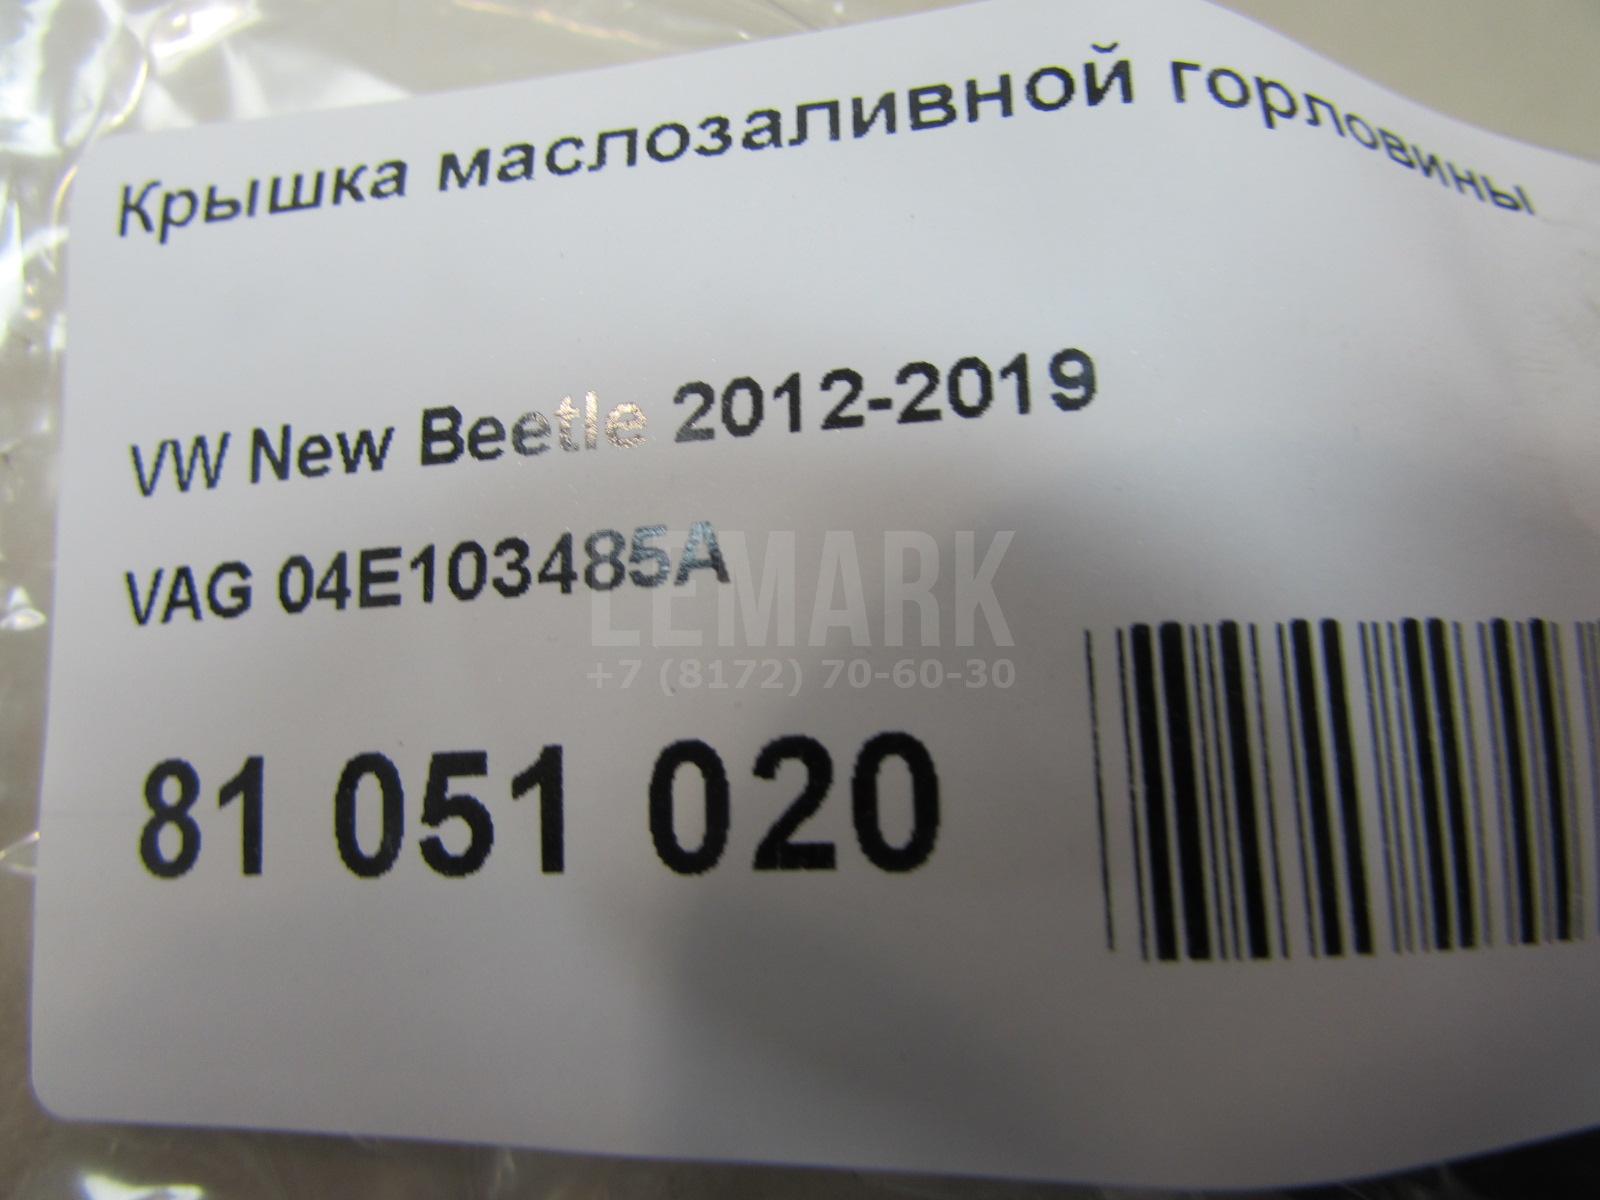 Крышка маслозаливной горловины
VW New Beetle 2012-2019
VAG 04E103485A
LEMARK
+7 (8172) 70-60-30
81 051 020